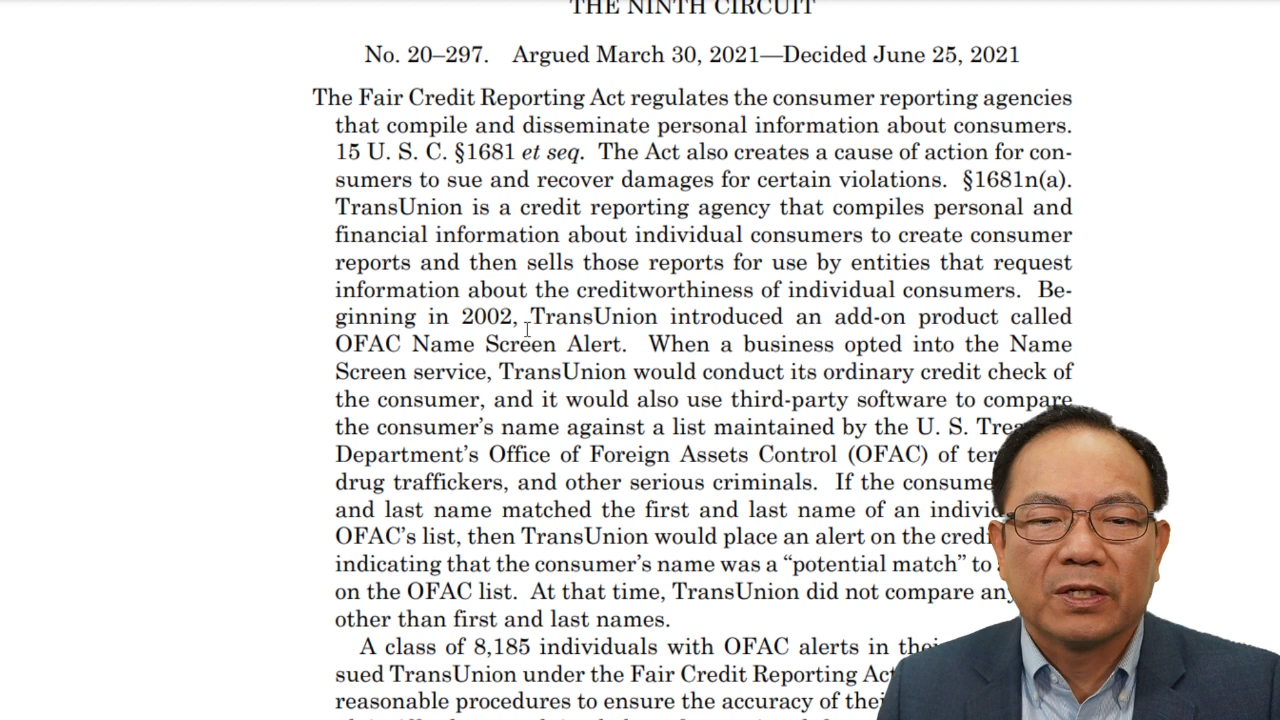 THE NINTH CIRCUIT
No. 20–297. Argued March 30, 2021—Decided June 25, 2021
The Fair Credit Reporting Act regulates the consumer reporting agencies
that compile and disseminate personal information about consumers.
15 U. S. C. §1681 et seq. The Act also creates a cause of action for con-
sumers to sue and recover damages for certain violations. §1681n(a).
TransUnion is a credit reporting agency that compiles personal and
financial information about individual consumers to create consumer
reports and then sells those reports for use by entities that request
information about the creditworthiness of individual consumers. Be-
ginning in 2002, TransUnion introduced an add-on product called
OFAC Name Screen Alert. When a business opted into the Name
Screen service, TransUnion would conduct its ordinary credit check of
the consumer, and it would also use third-party software to compare
the consumer’s name against a list maintained by the U. S.
Department’s Office of Foreign Assets Control (OFAC) of
drug traffickers, and other serious criminals. If the
and last name matched the first and last name of an
OFAC’s list, then TransUnion would place an alert on the
indicating that the consumer’s name was a “potential match” to
on the OFAC list. At that time, TransUnion did not compare
other than first and last names.
A class of 8,185 individuals with OFAC alerts in
sued TransUnion under the Fair Credit Reporting Act
reasonable procedures to ensure the accuracy of